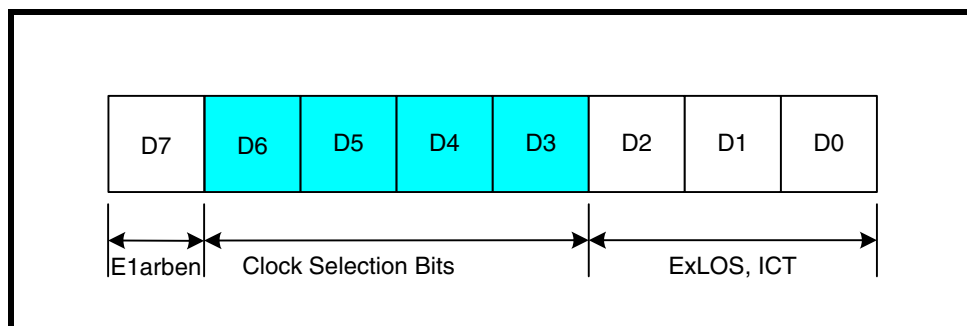 D7 D6 D5 D4 D3 D2 D1 D0
E1arben Clock Selection Bits ExLOS, ICT